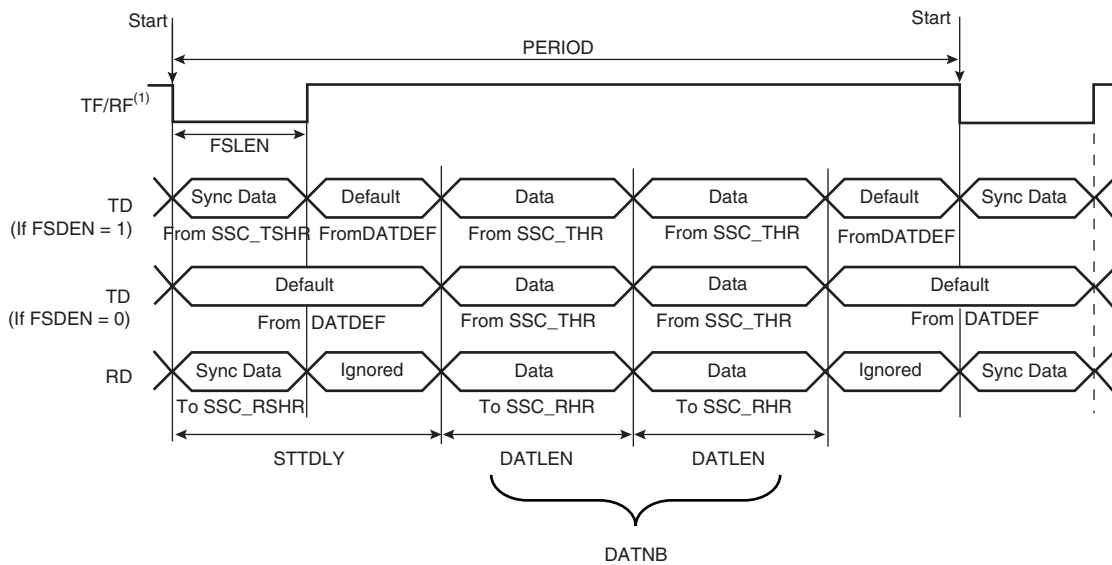 Start
Start
PERIOD
TF/RF(1)
FSLEN
TD
(If FSDEN = 1)
Sync Data
Default
Data
Data
Default
Sync Data
From SSC_TSHR
FromDATDEF
From SSC_THR
From SSC_THR
FromDATDEF
TD
(If FSDEN = 0)
Default
Data
Data
Default
From DATDEF
From SSC_THR
From SSC_THR
From DATDEF
RD
Sync Data
Ignored
Data
Data
Ignored
Sync Data
To SSC_RSHR
To SSC_RHR
To SSC_RHR
STTDLY
DATLEN
DATLEN
DATNB